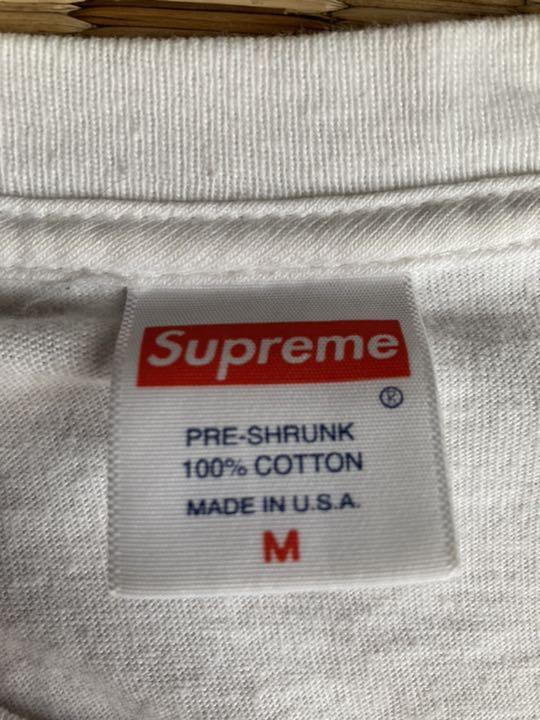 Supreme
®
PRE-SHRUNK
100% COTTON
MADE IN U.S.A.
M